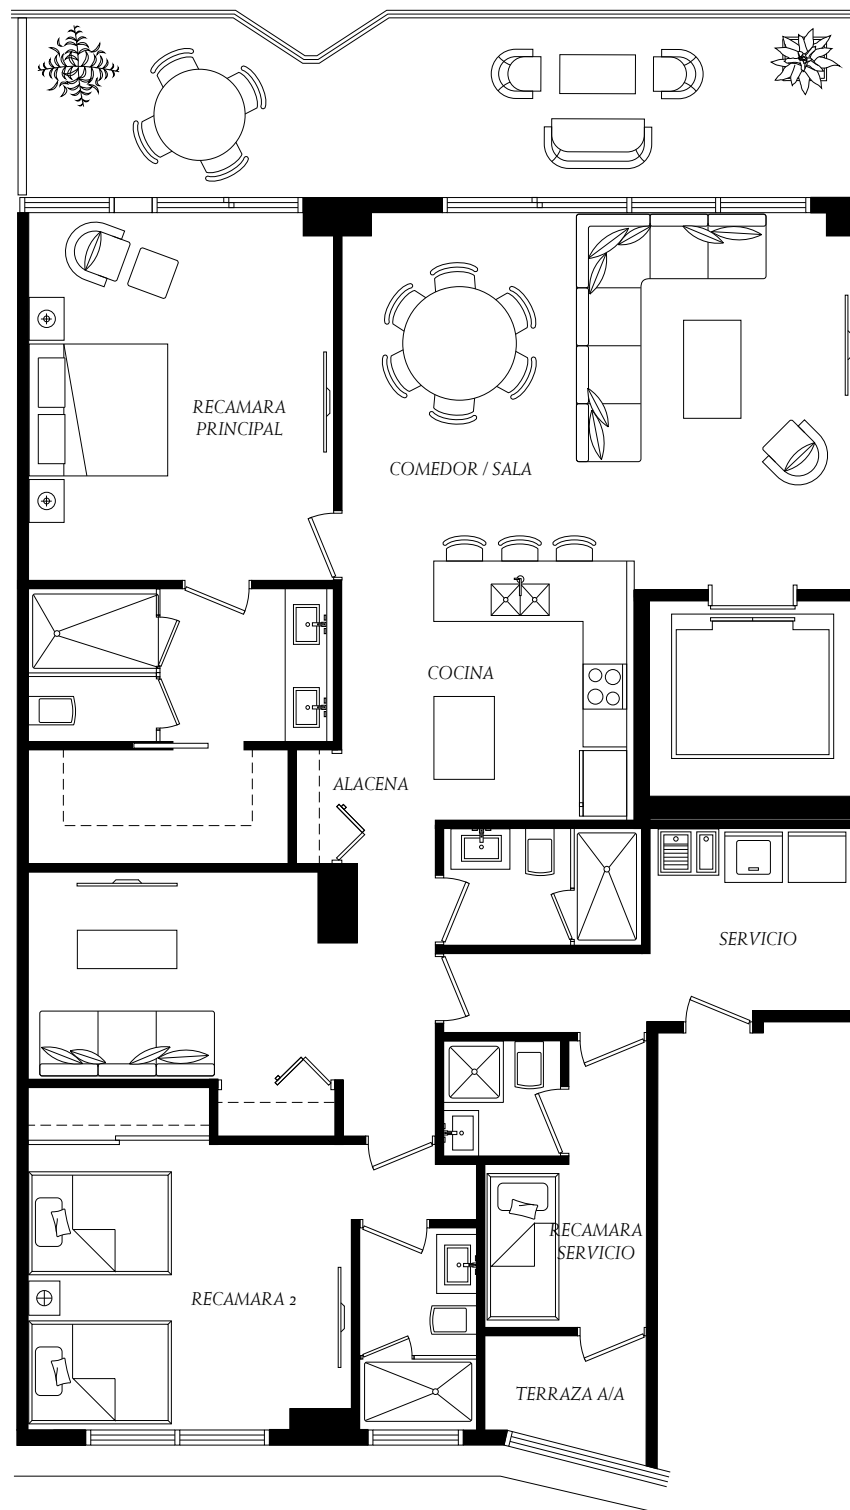 RECAMARA
PRINCIPAL
COMEDOR / SALA
COCINA
ALACENA
SERVICIO
RECAMARA
SERVICIO
RECAMARA 2
TERRAZA A/A